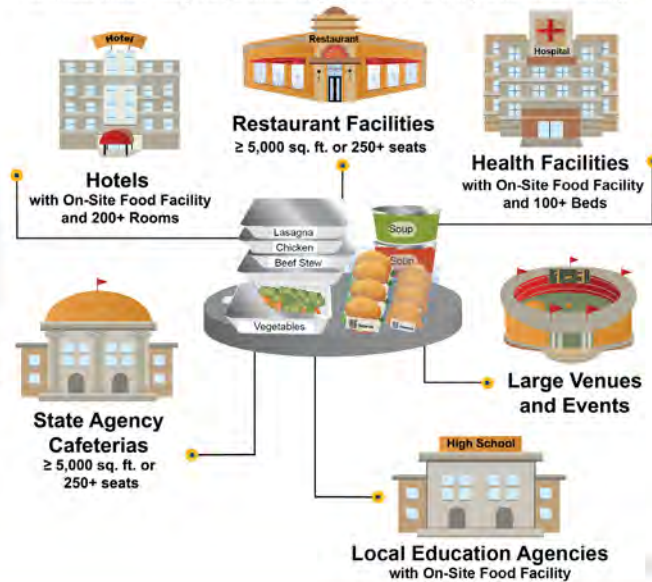 Hotel
Restaurant
Hospital
Restaurant Facilities
≥ 5,000 sq. ft. or 250+ seats
Hotels
with On-Site Food Facility
and 200+ Rooms
Health Facilities
with On-Site Food Facility
and 100+ Beds
Lasagna
Chicken
Beef Stew
Vegetables
Soup
Soup
1-3
Large Venues
and Events
State Agency
Cafeterias
≥ 5,000 sq. ft. or
250+ seats
High School
Local Education Agencies
with On-Site Food Facility